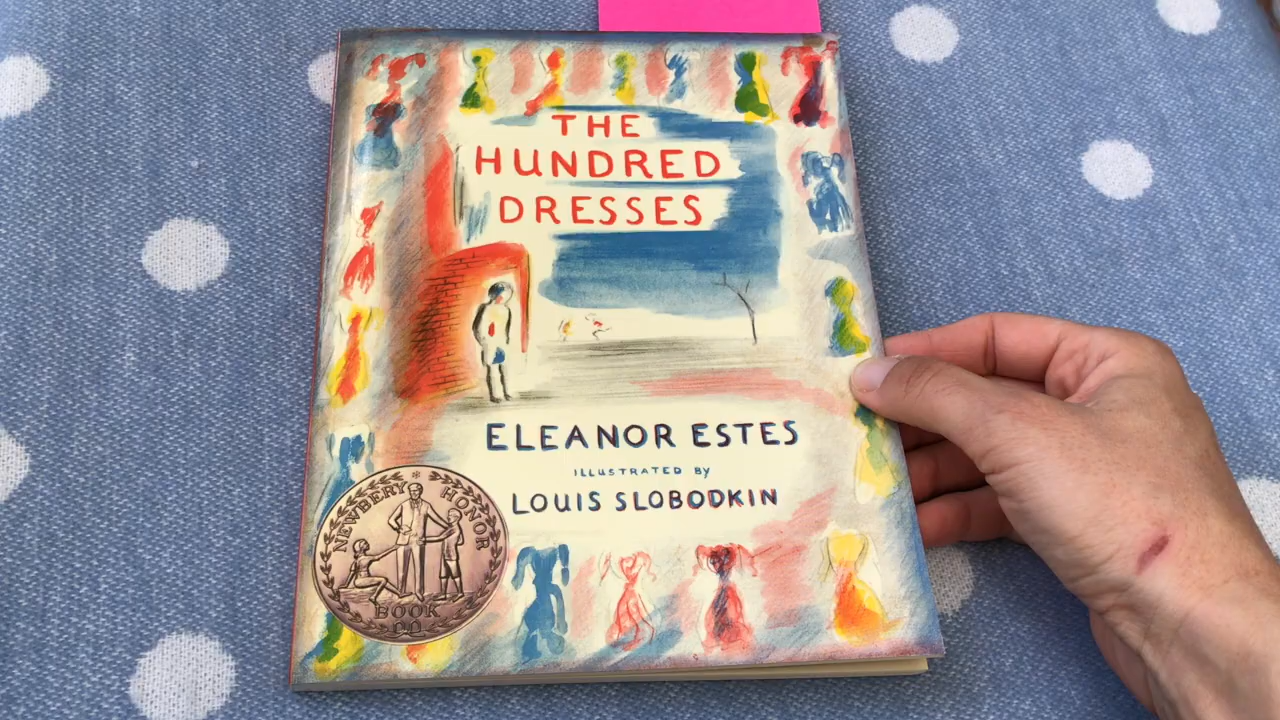 THE
HUNDRED
DRESSES
ELEANOR ESTES
ILLUSTRATED BY
LOUIS SLOBODKIN
NEWBERY HONOR
BOOK